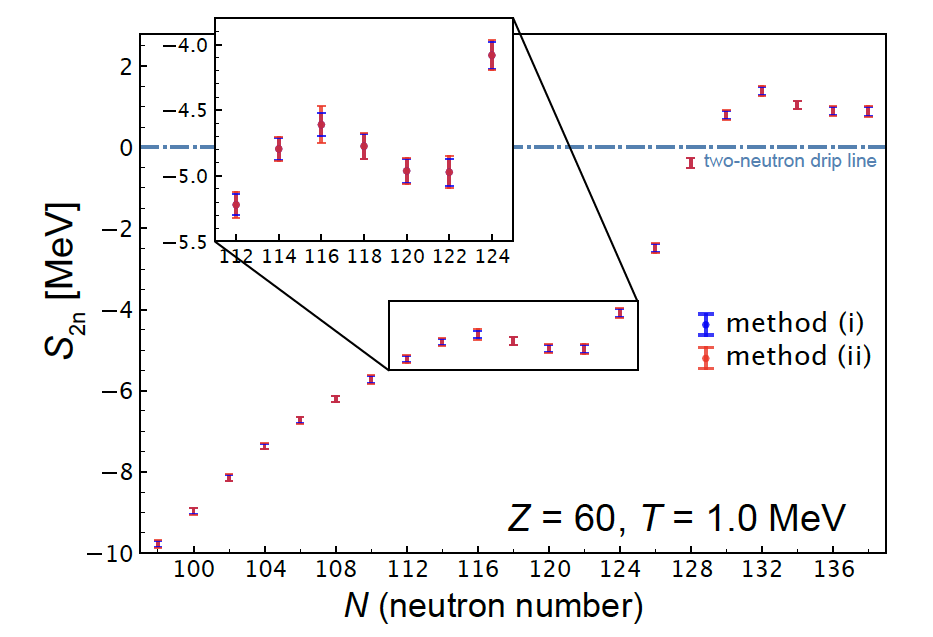 −4.0
−4.5
−5.0
−5.5
112 114 116 118 120 122 124
2
0
−2
−4
−6
−8
−10
S2n [MeV]
two-neutron drip line
method (i)
method (ii)
Z = 60, T = 1.0 MeV
100 104 108 112 116 120 124 128 132 136
N (neutron number)